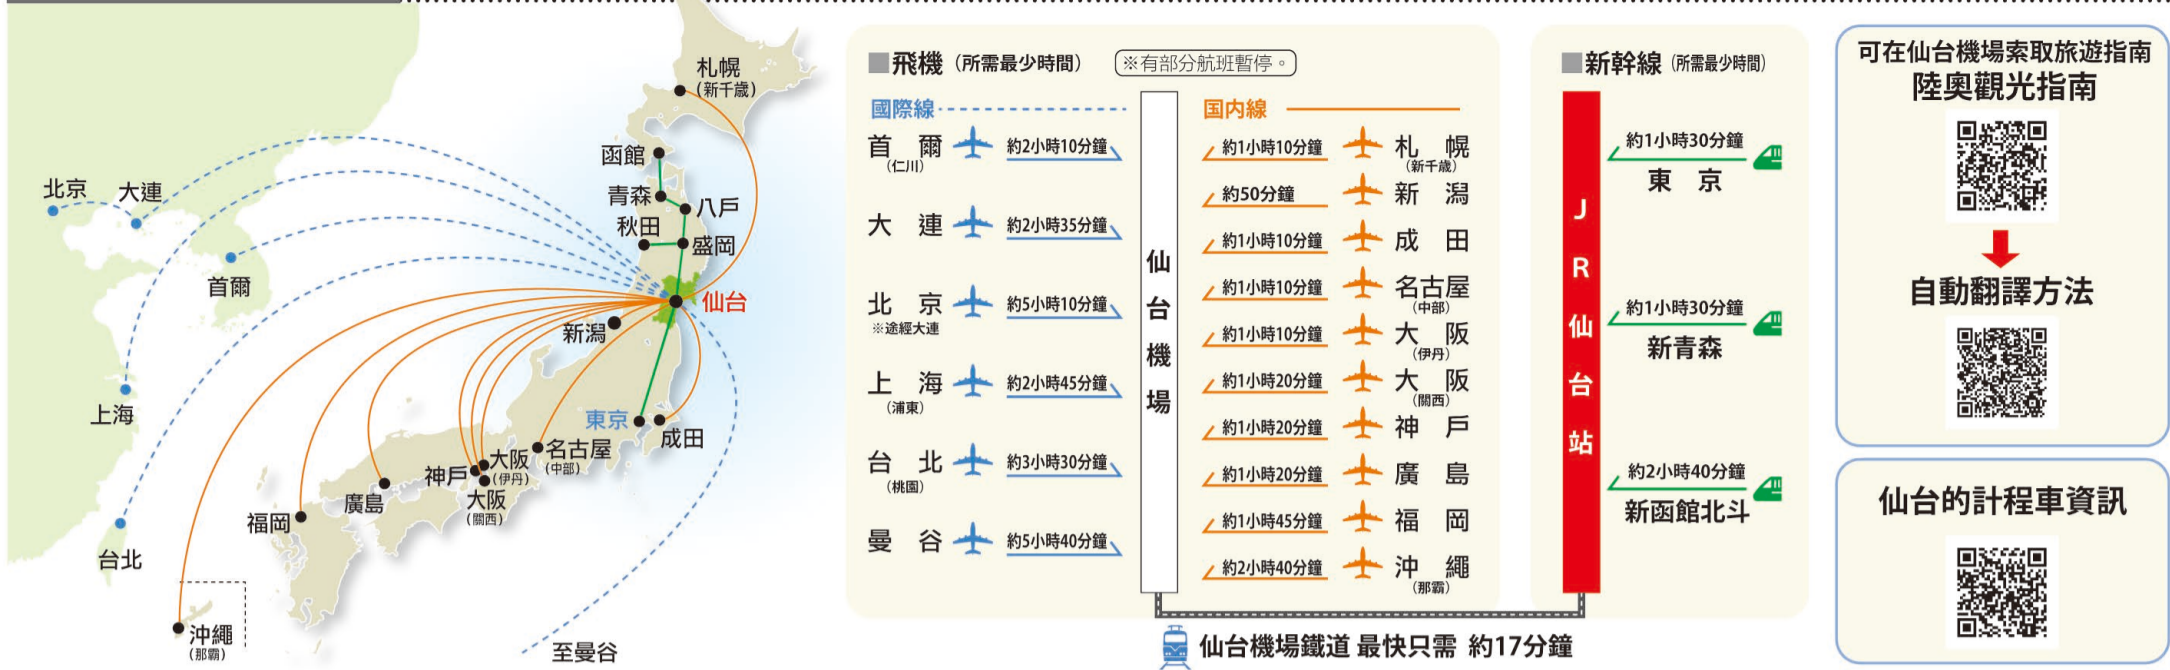 札幌
(新千歳)
函館
青森
八戶
秋田
盛岡
仙台
新潟
東京
成田
名古屋
(中部)
大阪
(伊丹)
神戶
大阪
(關西)
廣島
福岡
沖繩
(那霸)
北京
大連
首爾
上海
台北
至曼谷
飛機(所需最少時間)
※有部分航班暫停。
國際線
首爾
(仁川)
約2小時10分鐘
大連
約2小時35分鐘
北京
※途經大連
約5小時10分鐘
上海
(浦東)
約2小時45分鐘
台北
(桃園)
約3小時30分鐘
曼谷
約5小時40分鐘
仙台機場
国内線
約1小時10分鐘
札幌
(新千歳)
約50分鐘
新潟
約1小時10分鐘
成田
約1小時10分鐘
名古屋
(中部)
約1小時10分鐘
大阪
(伊丹)
約1小時20分鐘
大阪
(關西)
約1小時20分鐘
神戶
約1小時20分鐘
廣島
約1小時45分鐘
福岡
約2小時40分鐘
沖繩
(那霸)
仙台機場鐵道 最快只需 約17分鐘
新幹線(所需最少時間)
JR仙台站
約1小時30分鐘
東京
約1小時30分鐘
新青森
約2小時40分鐘
新函館北斗
可在仙台機場索取旅遊指南
陸奧觀光指南
自動翻譯方法
仙台的計程車資訊